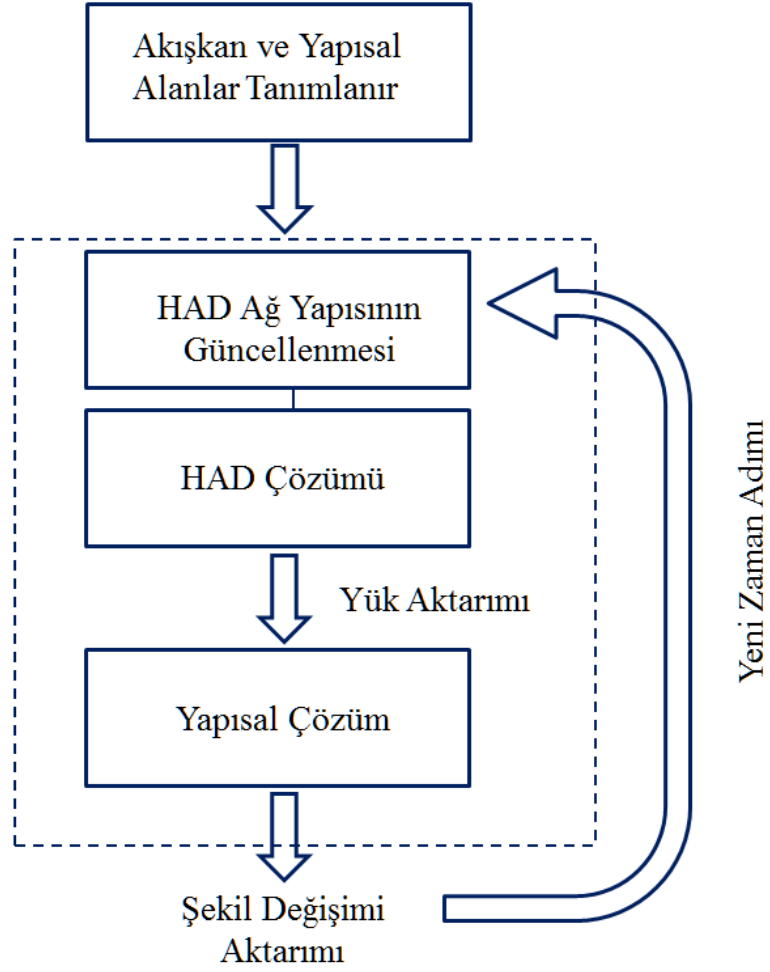 Akışkan ve Yapısal
Alanlar Tanımlanır
HAD Ağ Yapısının
Güncellenmesi
HAD Çözümü
Yük Aktarımı
Yapısal Çözüm
Şekil Değişimi
Aktarımı
Yeni Zaman Adımı